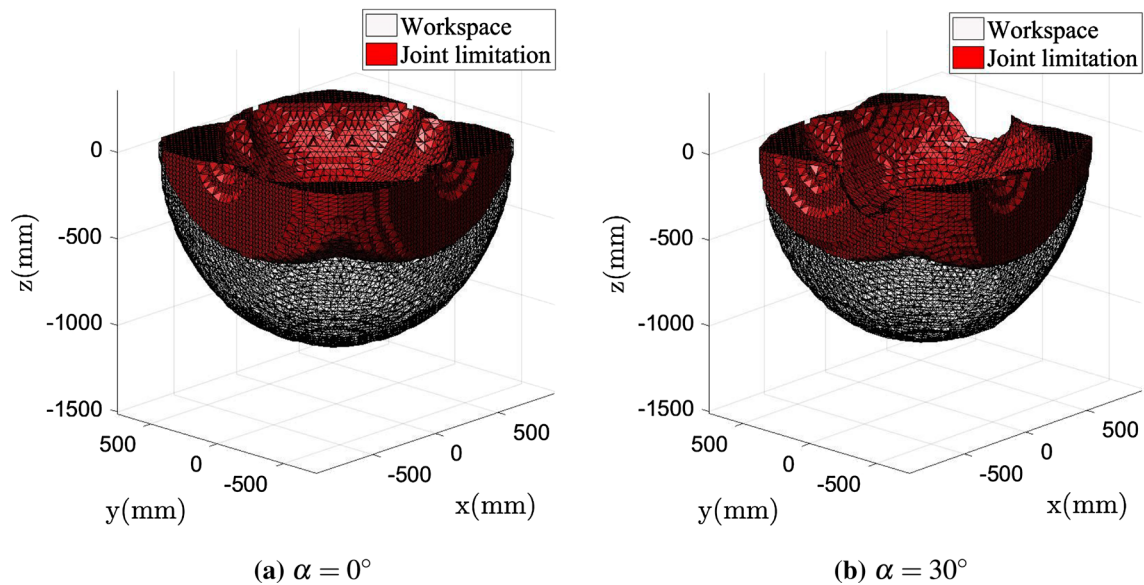 Workspace
Joint limitation
0
-500
-1000
-1500
z(mm)
500
0
-500
y(mm)
-500
0
500
x(mm)
(a) α = 0°
Workspace
Joint limitation
0
-500
-1000
-1500
z(mm)
500
0
-500
y(mm)
-500
0
500
x(mm)
(b) α = 30°